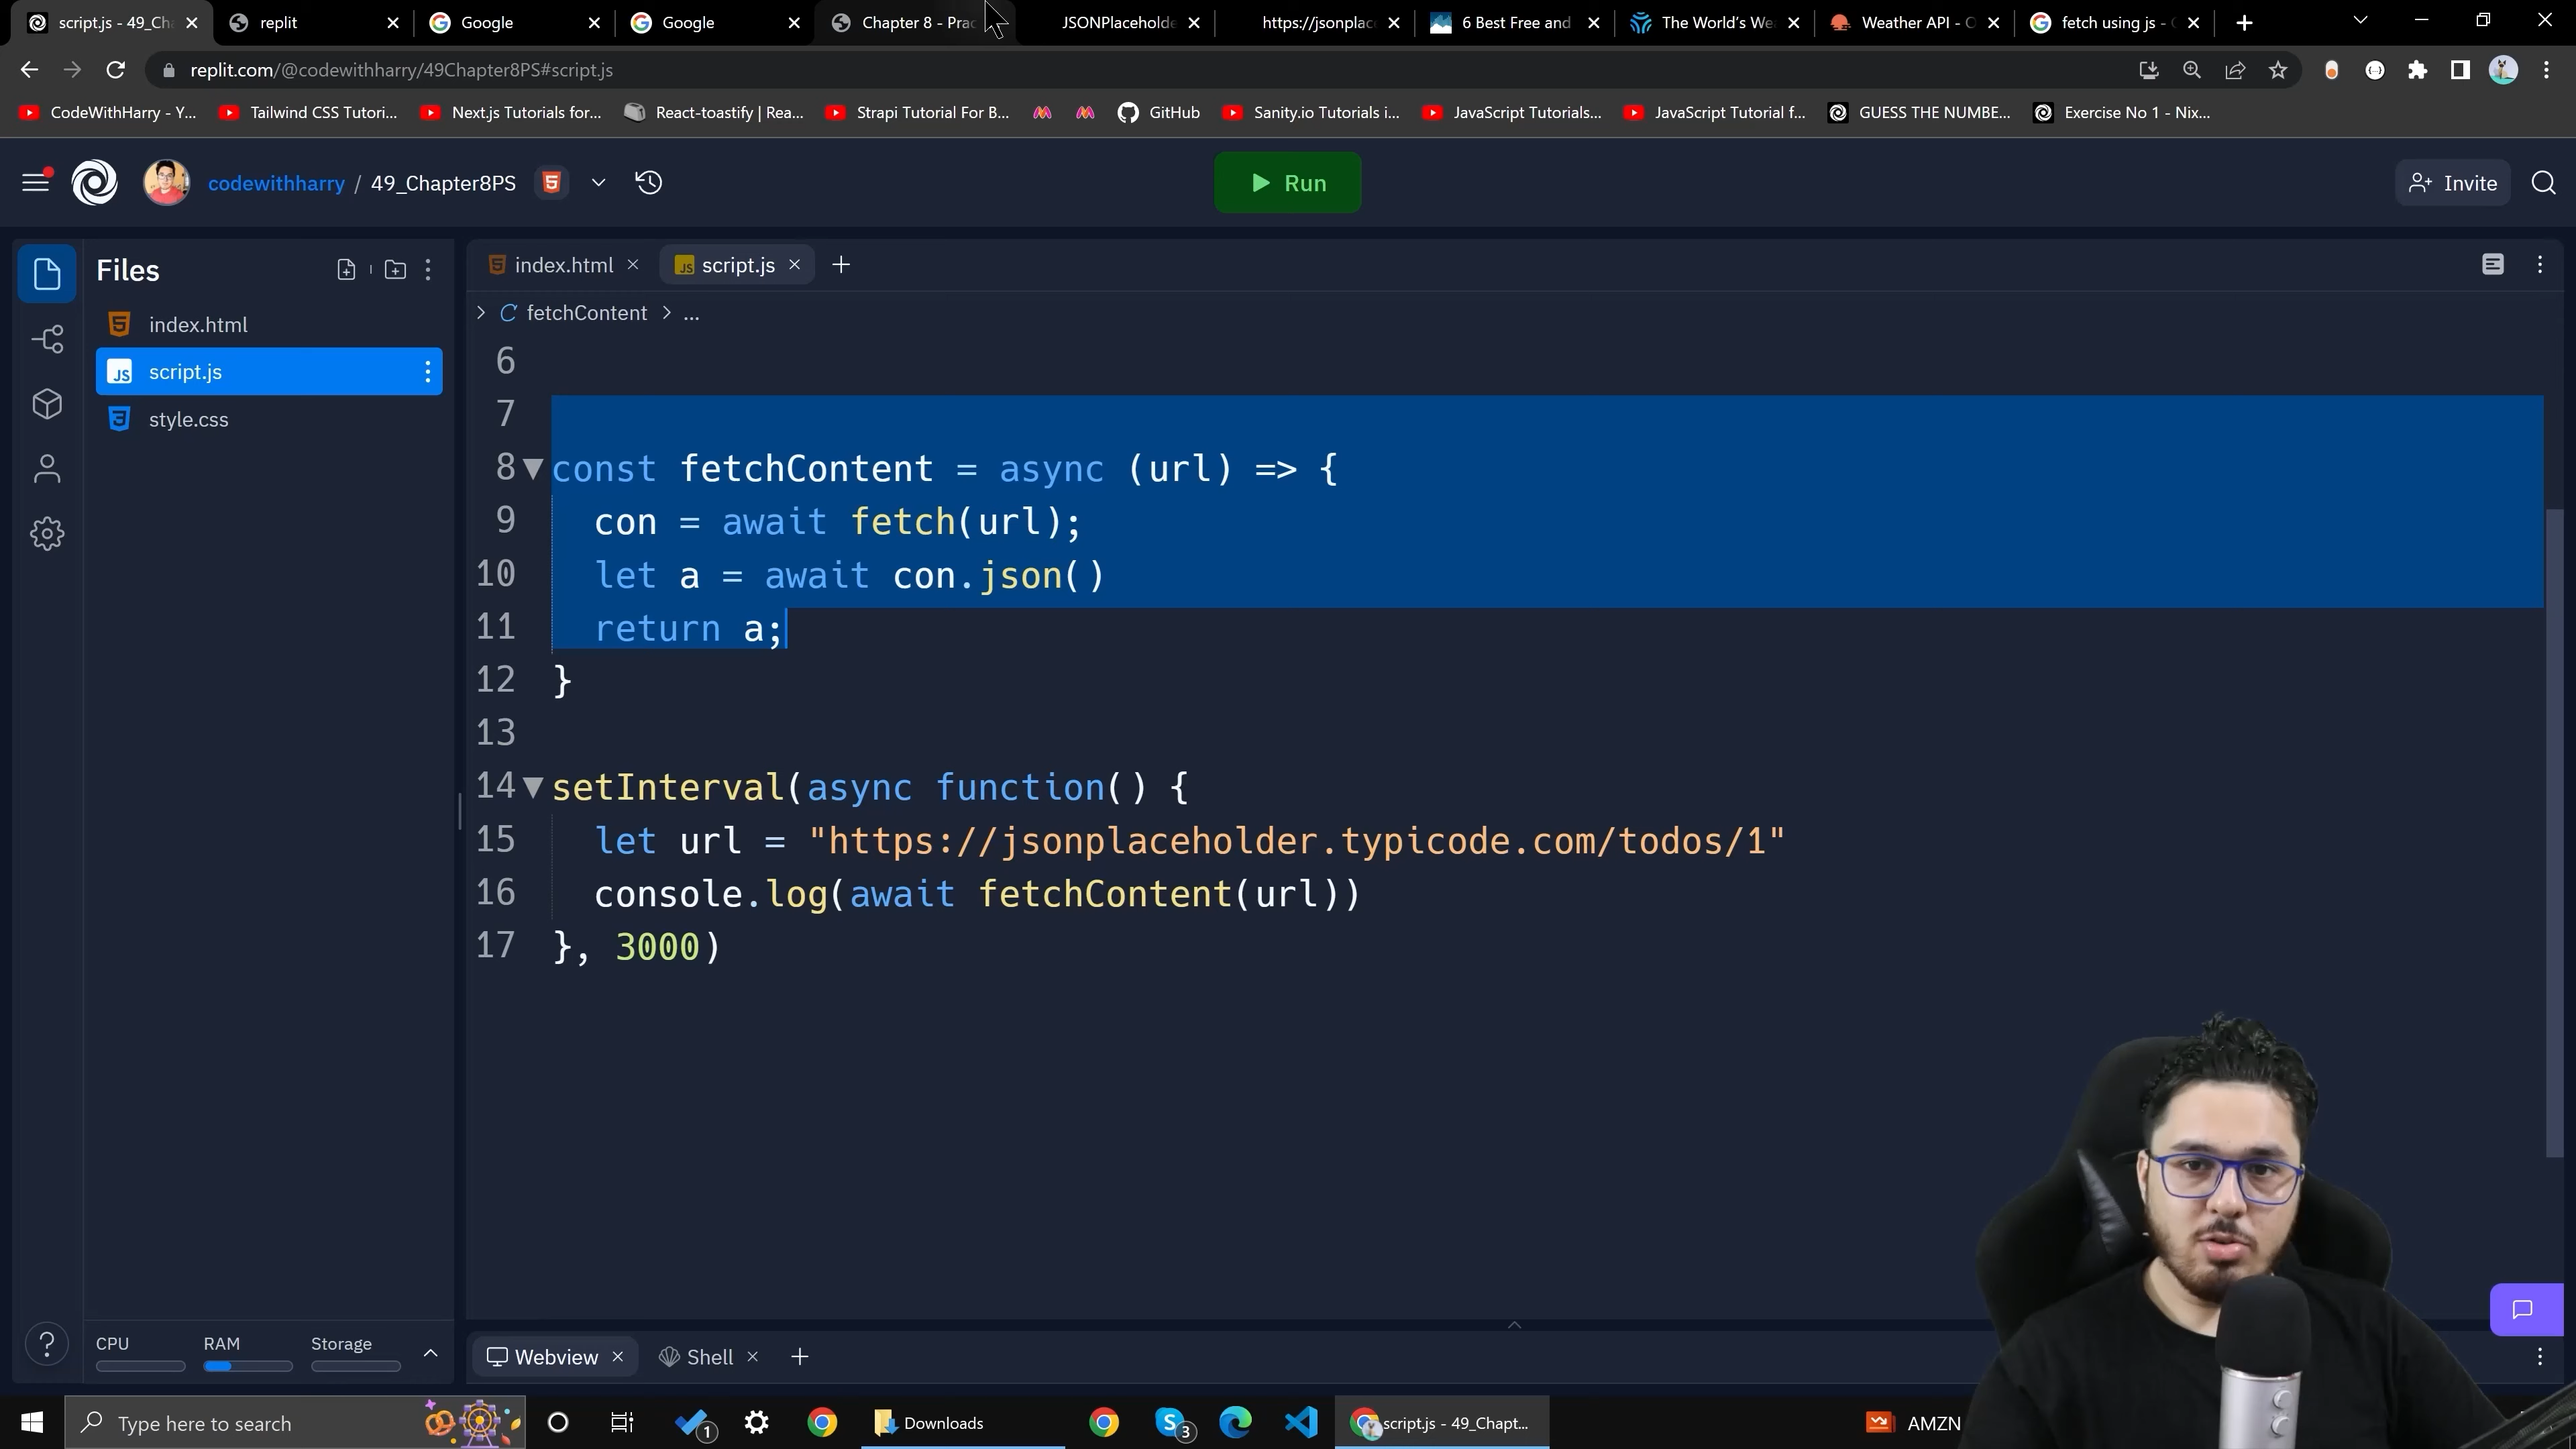 script.js - 49_Ch
replit
Google
Google
Chapter 8 - Prac
JSONPlaceholde
https://jsonplac
6 Best Free and
The World's We
Weather API - O
fetch using js -
replit.com/@codewithharry/49Chapter8PS#script.js
CodeWithHarry - Y...
Tailwind CSS Tutori...
Next.js Tutorials for...
React-toastify | Rea...
Strapi Tutorial For B...
GitHub
Sanity.io Tutorials i...
JavaScript Tutorials...
JavaScript Tutorial f...
GUESS THE NUMBE...
Exercise No 1 - Nix...
codewithharry / 49_Chapter8PS
Run
Invite
Files
index.html
script.js
style.css
index.html
script.js
fetchContent > ...
6
7
8 const fetchContent = async (url) => {
9 con = await fetch(url);
10 let a = await con.json()
11 return a;
12 }
13
14 setInterval(async function() {
15 let url = "https://jsonplaceholder.typicode.com/todos/1"
16 console.log(await fetchContent(url))
17 }, 3000)
CPU
RAM
Storage
Webview
Shell
Type here to search
1
Downloads
3
script.js - 49_Chapt...
AMZN